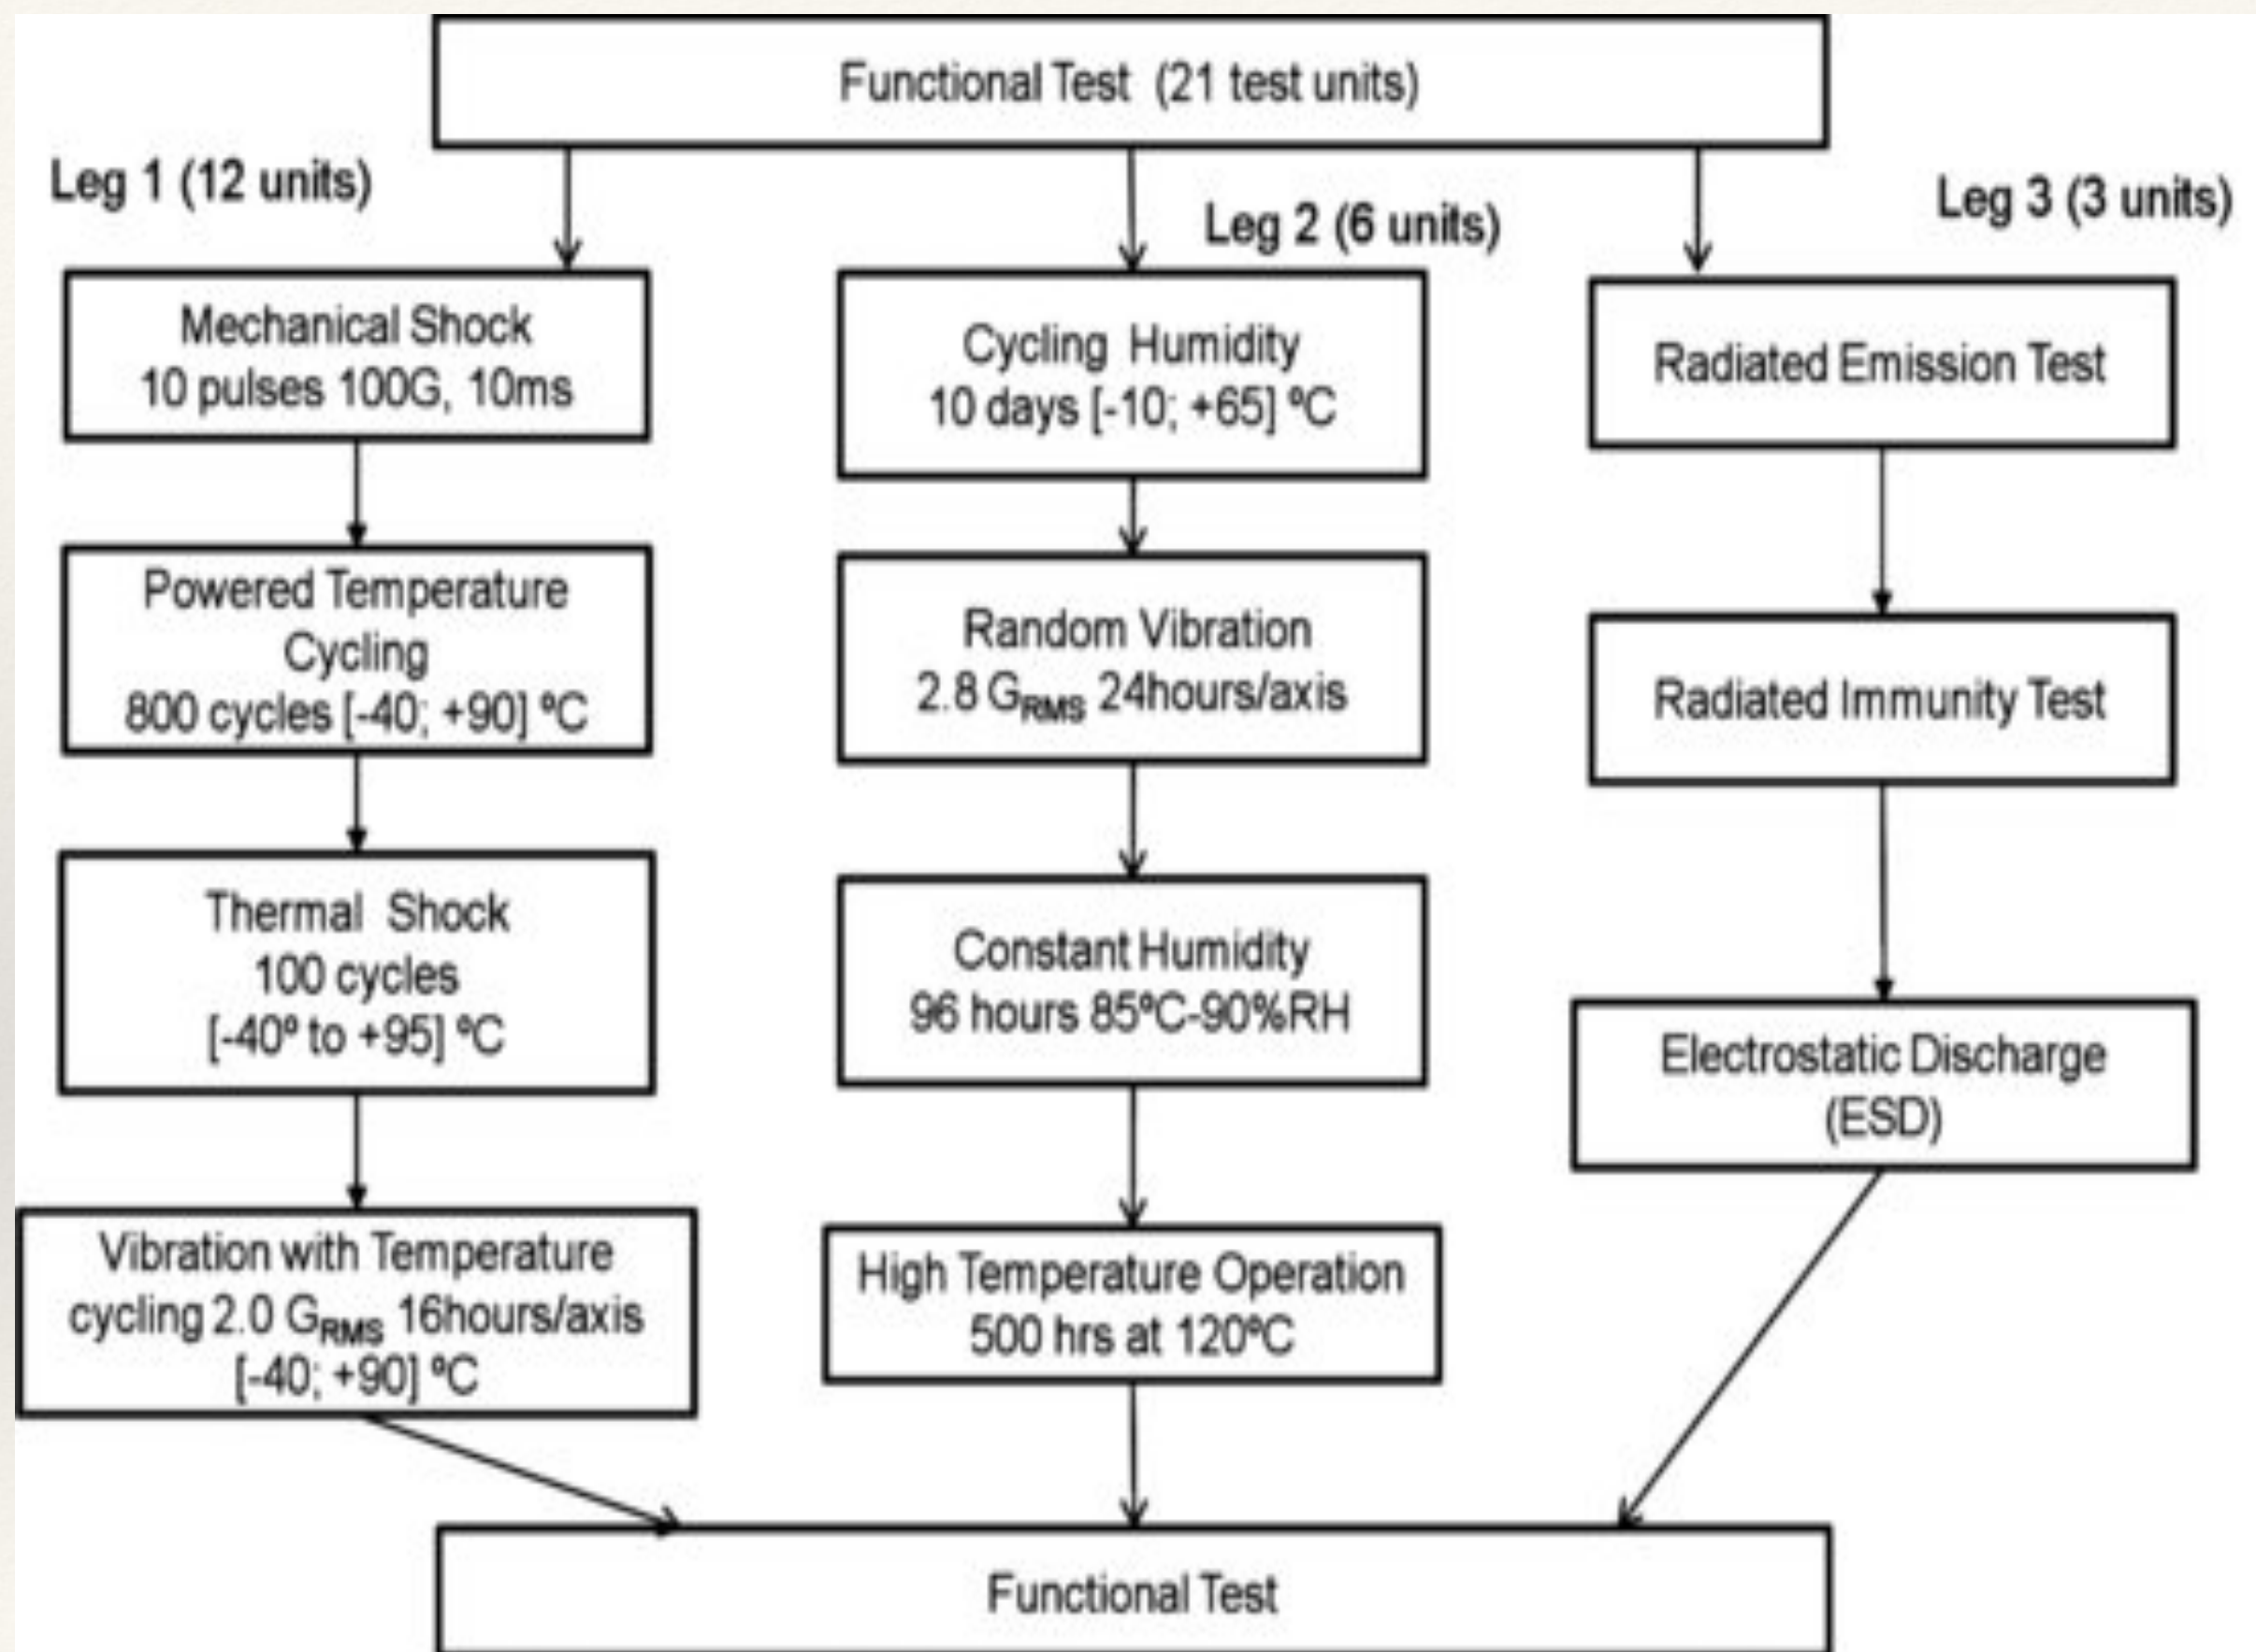 Functional Test (21 test units)
Leg 1 (12 units)
Mechanical Shock
10 pulses 100G, 10ms
Powered Temperature
Cycling
800 cycles [-40; +90] ºC
Thermal Shock
100 cycles
[-40º to +95] ºC
Vibration with Temperature
cycling 2.0 GRMS 16hours/axis
[-40; +90] ºC
Leg 2 (6 units)
Cycling Humidity
10 days [-10; +65] ºC
Random Vibration
2.8 GRMS 24hours/axis
Constant Humidity
96 hours 85ºC-90%RH
High Temperature Operation
500 hrs at 120ºC
Leg 3 (3 units)
Radiated Emission Test
Radiated Immunity Test
Electrostatic Discharge
(ESD)
Functional Test